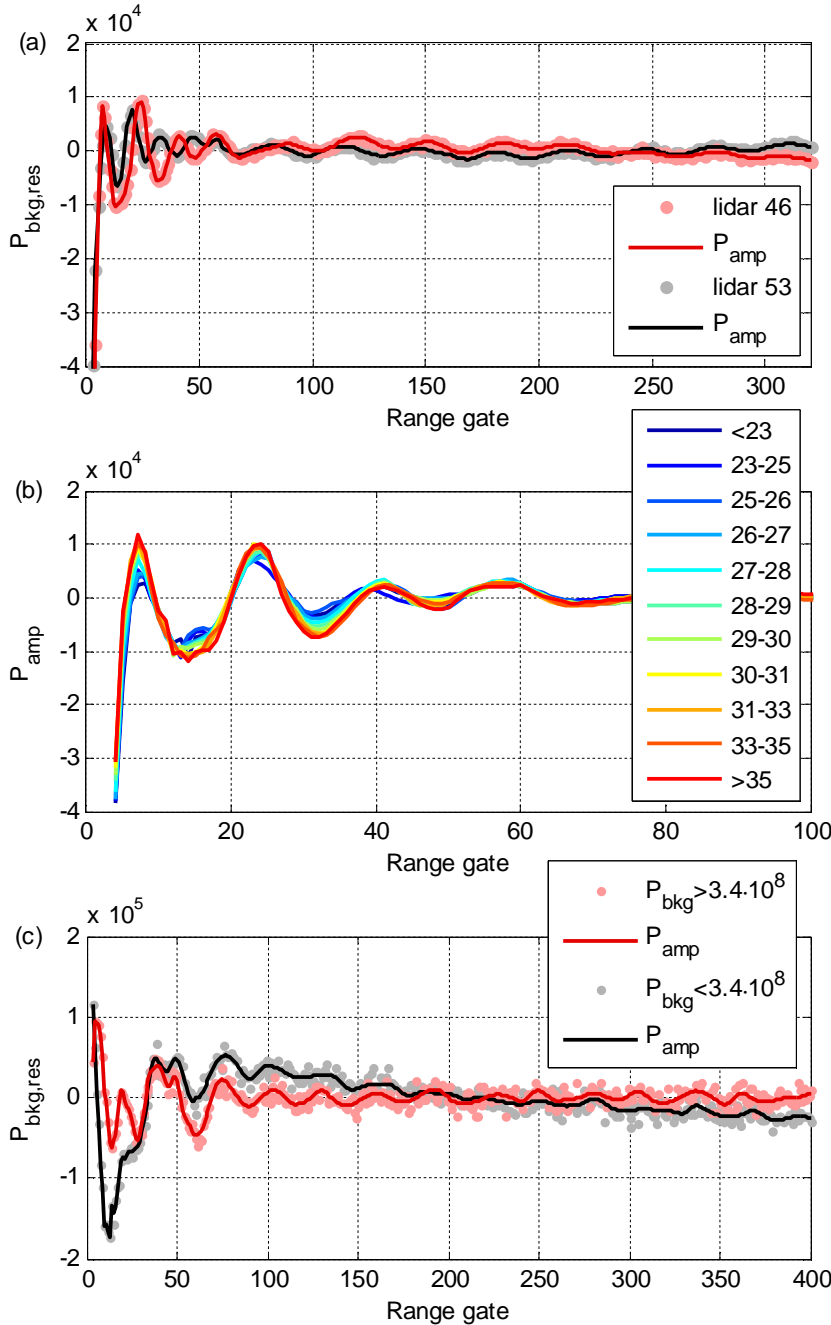 x 10^4
(a)
2
1
0
-1
-2
-3
-4
P_bkg,res
0 50 100 150 200 250 300
Range gate
lidar 46
P_amp
lidar 53
P_amp
x 10^4
(b)
2
1
0
-1
-2
-3
-4
P_amp
0 20 40 60 80 100
Range gate
<23
23-25
25-26
26-27
27-28
28-29
29-30
30-31
31-33
33-35
>35
x 10^5
(c)
2
1
0
-1
-2
P_bkg,res
0 50 100 150 200 250 300 350 400
Range gate
P_bkg>3.4·10^8
P_amp
P_bkg<3.4·10^8
P_amp